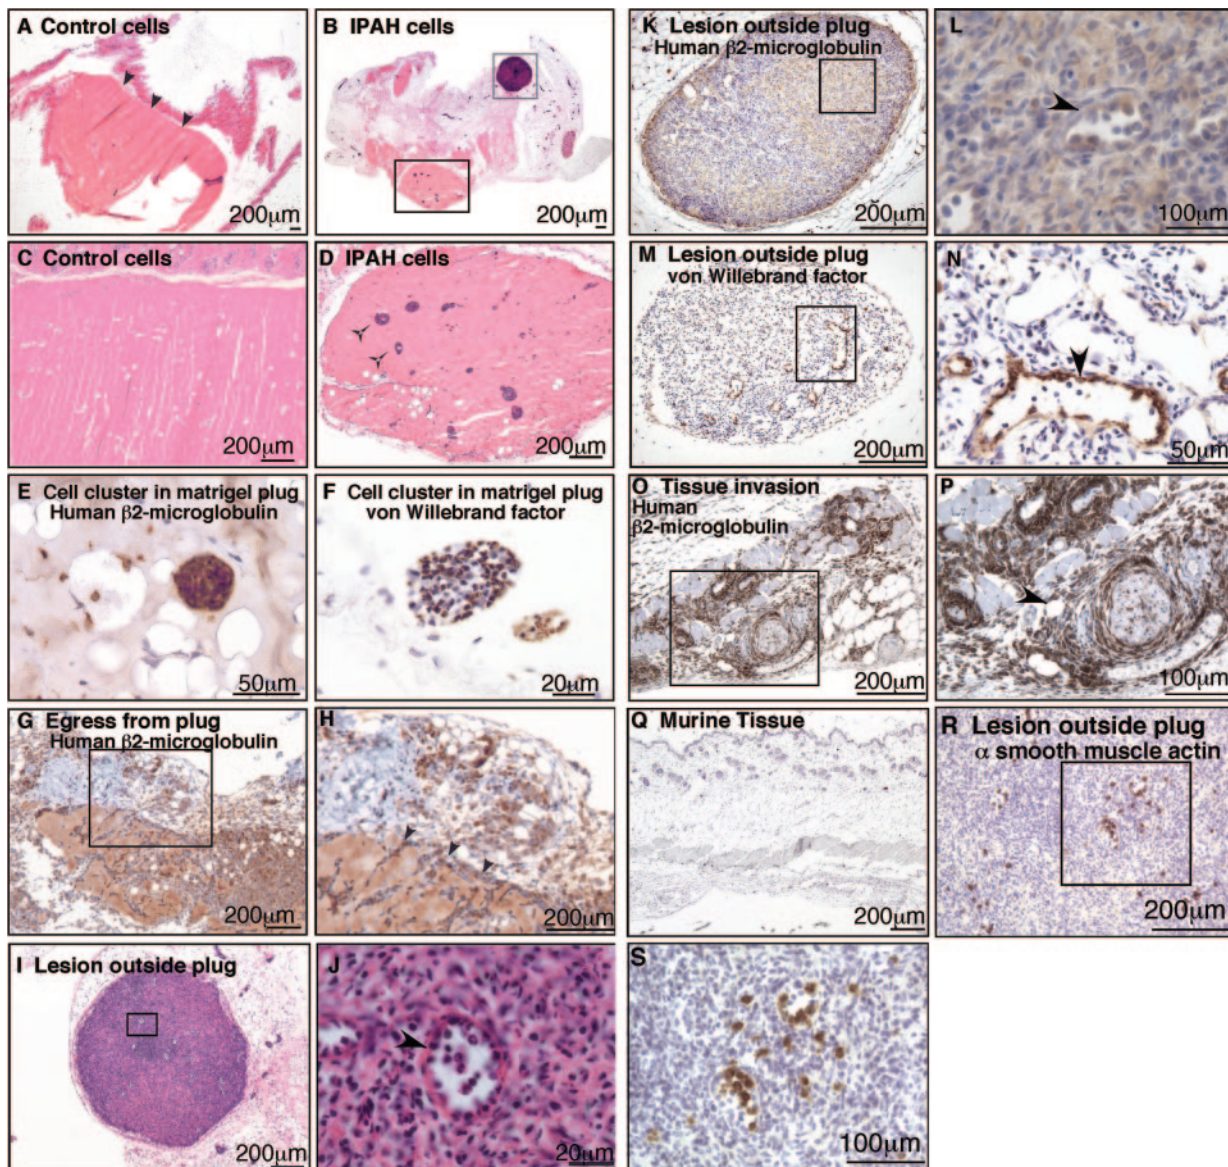 A Control cells
200μm
B IPAH cells
200μm
K Lesion outside plug
Human β2-microglobulin
200μm
L
100μm
C Control cells
200μm
D IPAH cells
200μm
M Lesion outside plug
von Willebrand factor
200μm
N
50μm
E Cell cluster in matrigel plug
Human β2-microglobulin
50μm
F Cell cluster in matrigel plug
von Willebrand factor
20μm
O Tissue invasion
Human
β2-microglobulin
200μm
P
100μm
G Egress from plug
Human β2-microglobulin
200μm
H
200μm
Q Murine Tissue
200μm
R Lesion outside plug
α smooth muscle actin
200μm
I Lesion outside plug
200μm
J
20μm
S
100μm